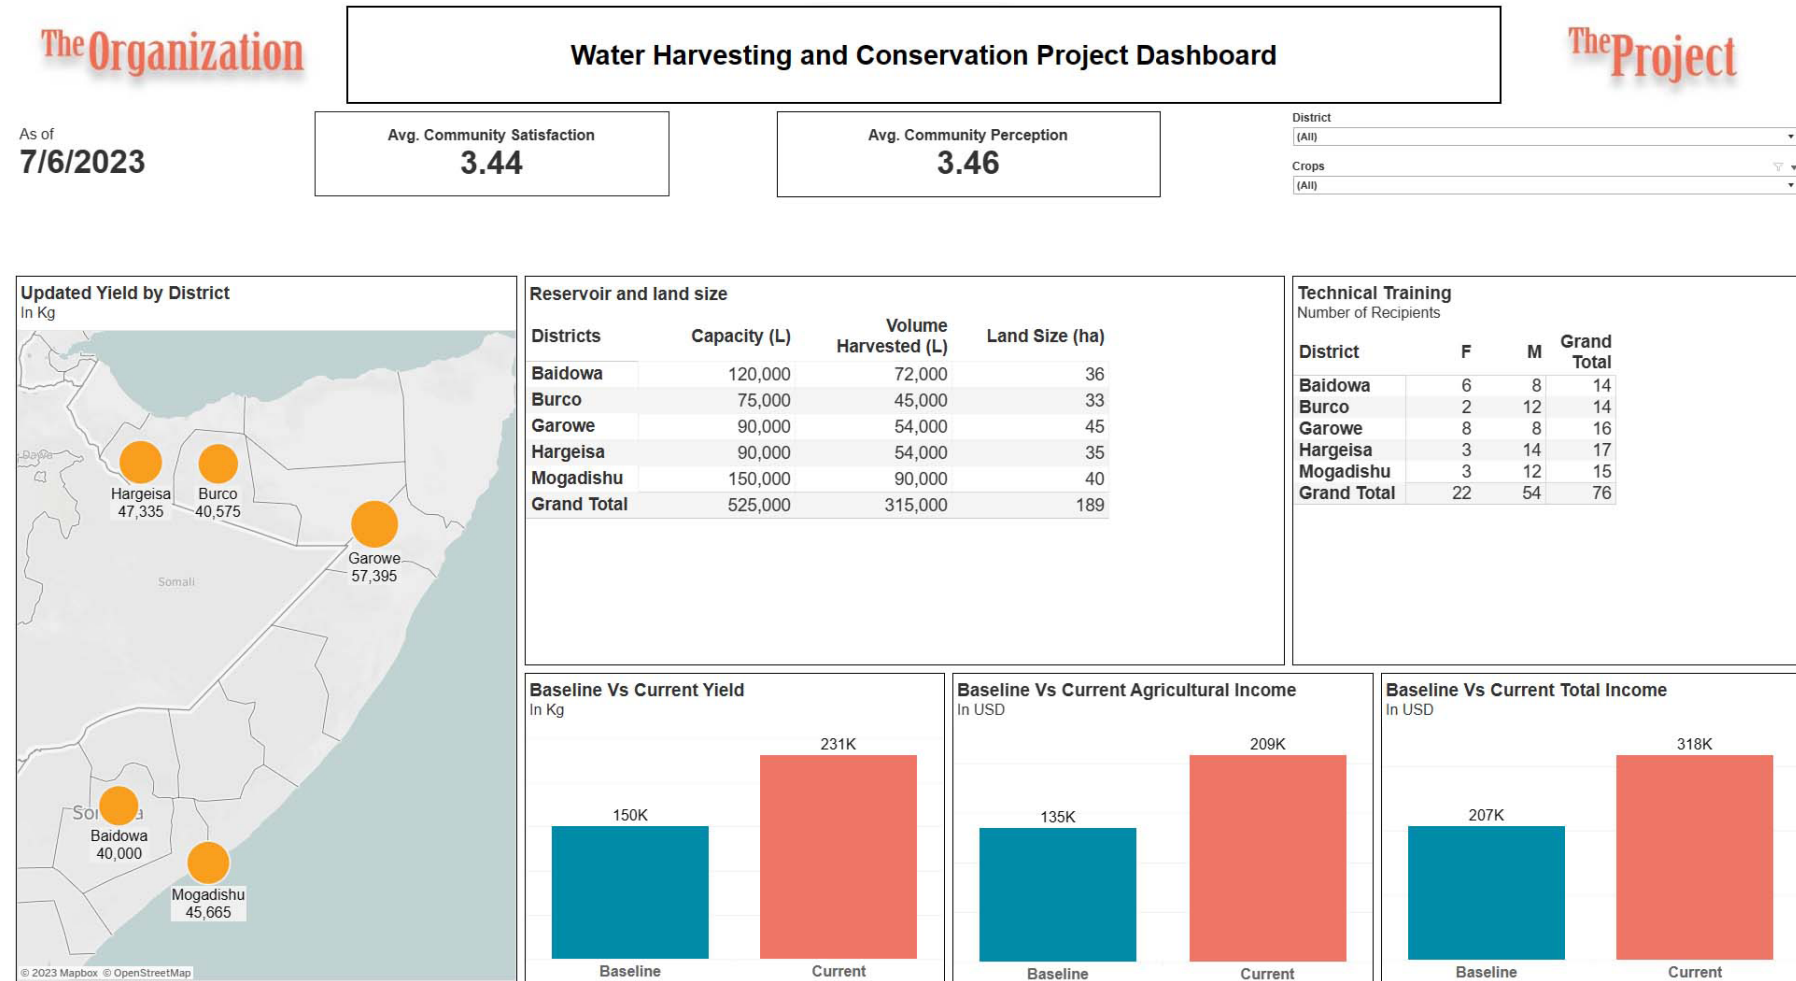 The Organization
Water Harvesting and Conservation Project Dashboard
The Project
As of
7/6/2023
Avg. Community Satisfaction
3.44
Avg. Community Perception
3.46
District
(All)
Crops
(All)
Updated Yield by District
In Kg
Dawa
Hargeisa
47,335
Burco
40,575
Garowe
57,395
Somali
Baidowa
40,000
Mogadishu
45,665
© 2023 Mapbox © OpenStreetMap
Reservoir and land size
Districts Capacity (L) Volume Harvested (L) Land Size (ha)
Baidowa 120,000 72,000 36
Burco 75,000 45,000 33
Garowe 90,000 54,000 45
Hargeisa 90,000 54,000 35
Mogadishu 150,000 90,000 40
Grand Total 525,000 315,000 189
Technical Training
Number of Recipients
District F M Grand Total
Baidowa 6 8 14
Burco 2 12 14
Garowe 8 8 16
Hargeisa 3 14 17
Mogadishu 3 12 15
Grand Total 22 54 76
Baseline Vs Current Yield
In Kg
150K
231K
Baseline Current
Baseline Vs Current Agricultural Income
In USD
135K
209K
Baseline Current
Baseline Vs Current Total Income
In USD
207K
318K
Baseline Current